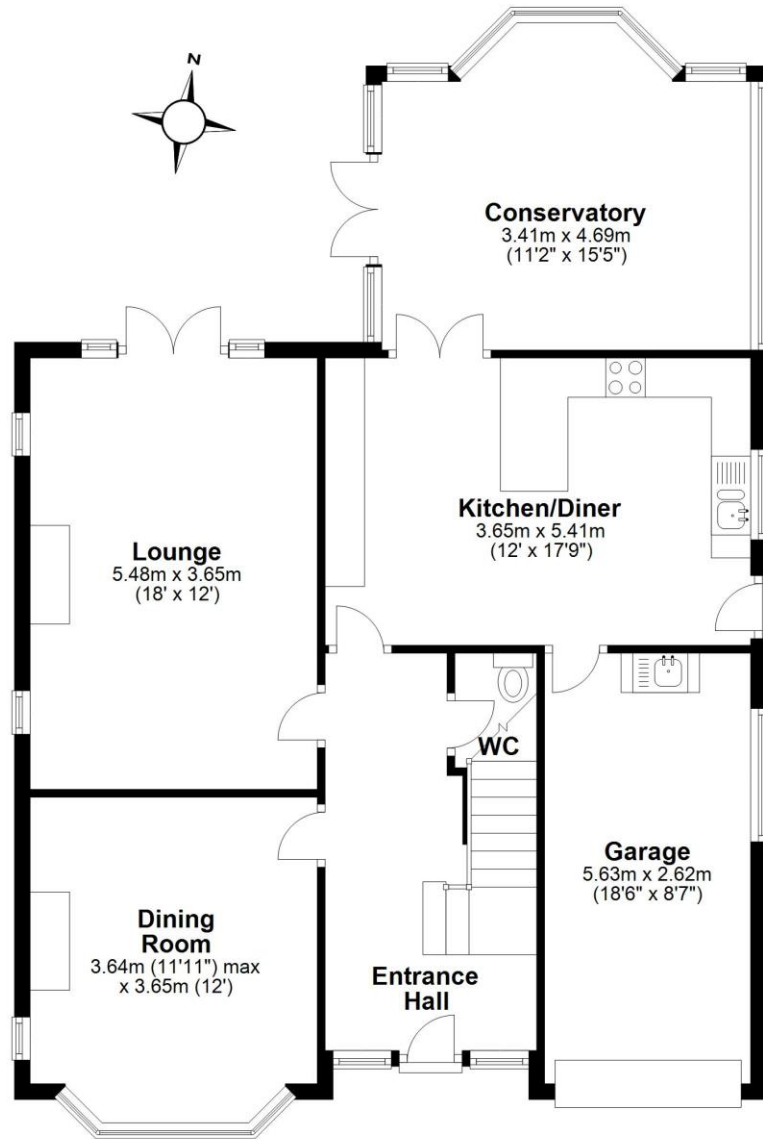 N
Conservatory
3.41m x 4.69m
(11'2" x 15'5")
Kitchen/Diner
3.65m x 5.41m
(12' x 17'9")
Lounge
5.48m x 3.65m
(18' x 12')
WC
Garage
5.63m x 2.62m
(18'6" x 8'7")
Dining
Room
3.64m (11'11") max
x 3.65m (12')
Entrance
Hall